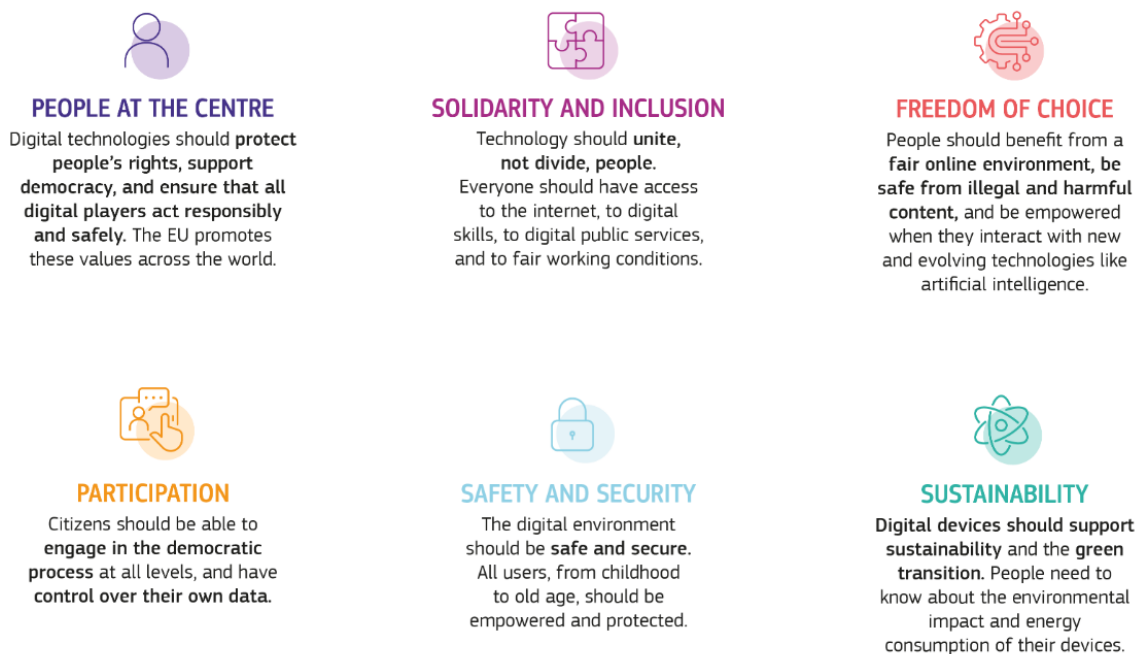 PEOPLE AT THE CENTRE
Digital technologies should protect
people's rights, support
democracy, and ensure that all
digital players act responsibly
and safely. The EU promotes
these values across the world.
SOLIDARITY AND INCLUSION
Technology should unite,
not divide, people.
Everyone should have access
to the internet, to digital
skills, to digital public services,
and to fair working conditions.
FREEDOM OF CHOICE
People should benefit from a
fair online environment, be
safe from illegal and harmful
content, and be empowered
when they interact with new
and evolving technologies like
artificial intelligence.
PARTICIPATION
Citizens should be able to
engage in the democratic
process at all levels, and have
control over their own data.
SAFETY AND SECURITY
The digital environment
should be safe and secure.
All users, from childhood
to old age, should be
empowered and protected.
SUSTAINABILITY
Digital devices should support
sustainability and the green
transition. People need to
know about the environmental
impact and energy
consumption of their devices.